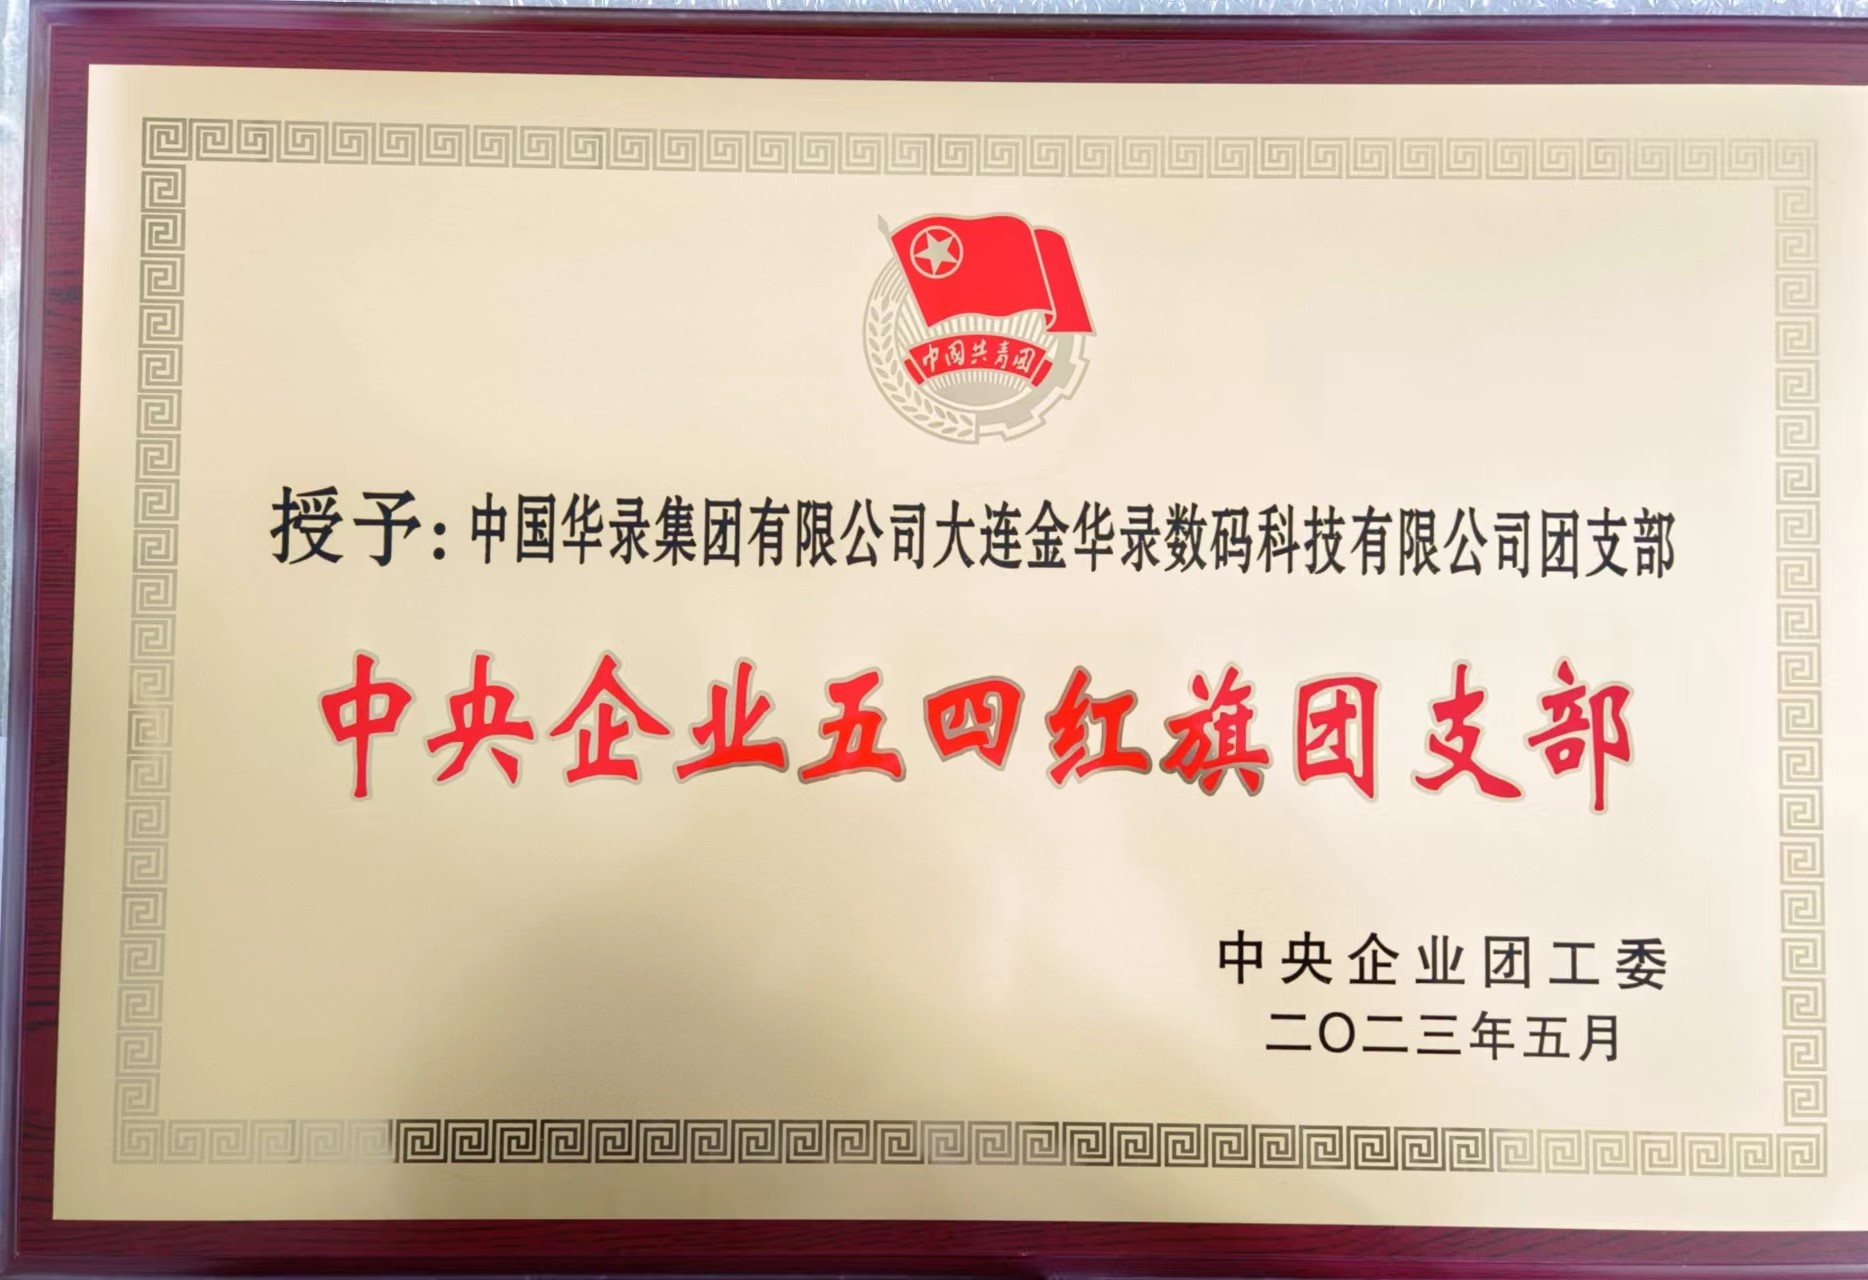 中国共青团
授予：中国华录集团有限公司大连金华录数码科技有限公司团支部
中央企业五四红旗团支部
中央企业团工委
二〇二三年五月